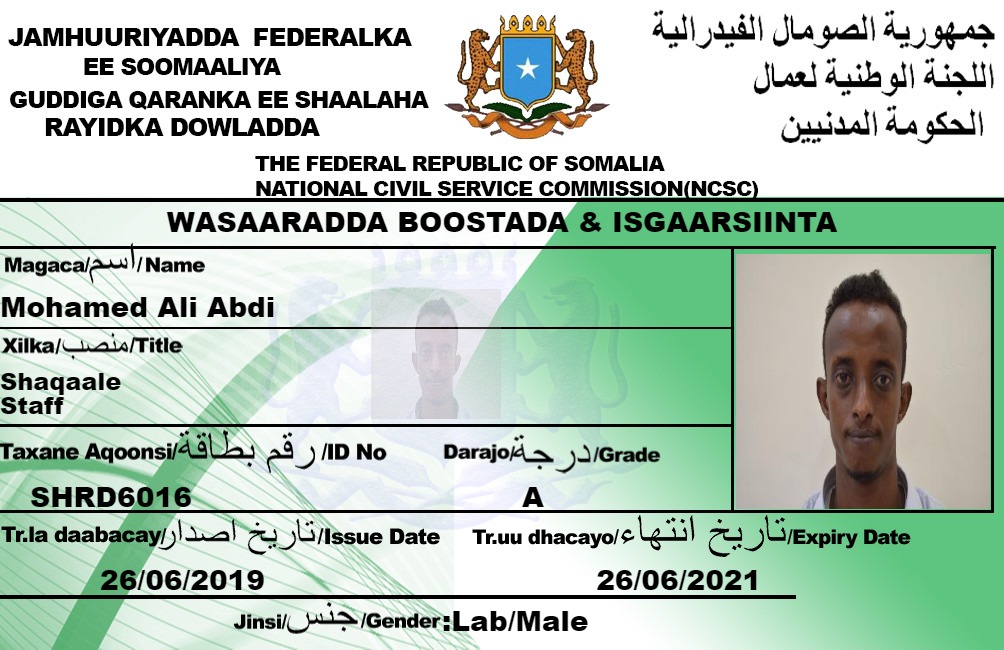 JAMHUURIYADDA FEDERALKA
EE SOOMAALIYA
GUDDIGA QARANKA EE SHAALAHA
RAYIDKA DOWLADDA
جمهورية الصومال الفيدرالية
اللجنة الوطنية لعمال
الحكومة المدنيين
THE FEDERAL REPUBLIC OF SOMALIA
NATIONAL CIVIL SERVICE COMMISSION(NCSC)
WASAARADDA BOOSTADA & ISGAARSIINTA
Magaca/اسم/Name
Mohamed Ali Abdi
Xilka/منصب/Title
Shaqaale
Staff
Taxane Aqoonsi/رقم بطاقة/ID No
SHRD6016
Darajo/درجة/Grade
A
Tr.la daabacay/تاريخ اصدار/Issue Date
26/06/2019
Tr.uu dhacayo/تاريخ انتهاء/Expiry Date
26/06/2021
Jinsi/جنس/Gender:Lab/Male